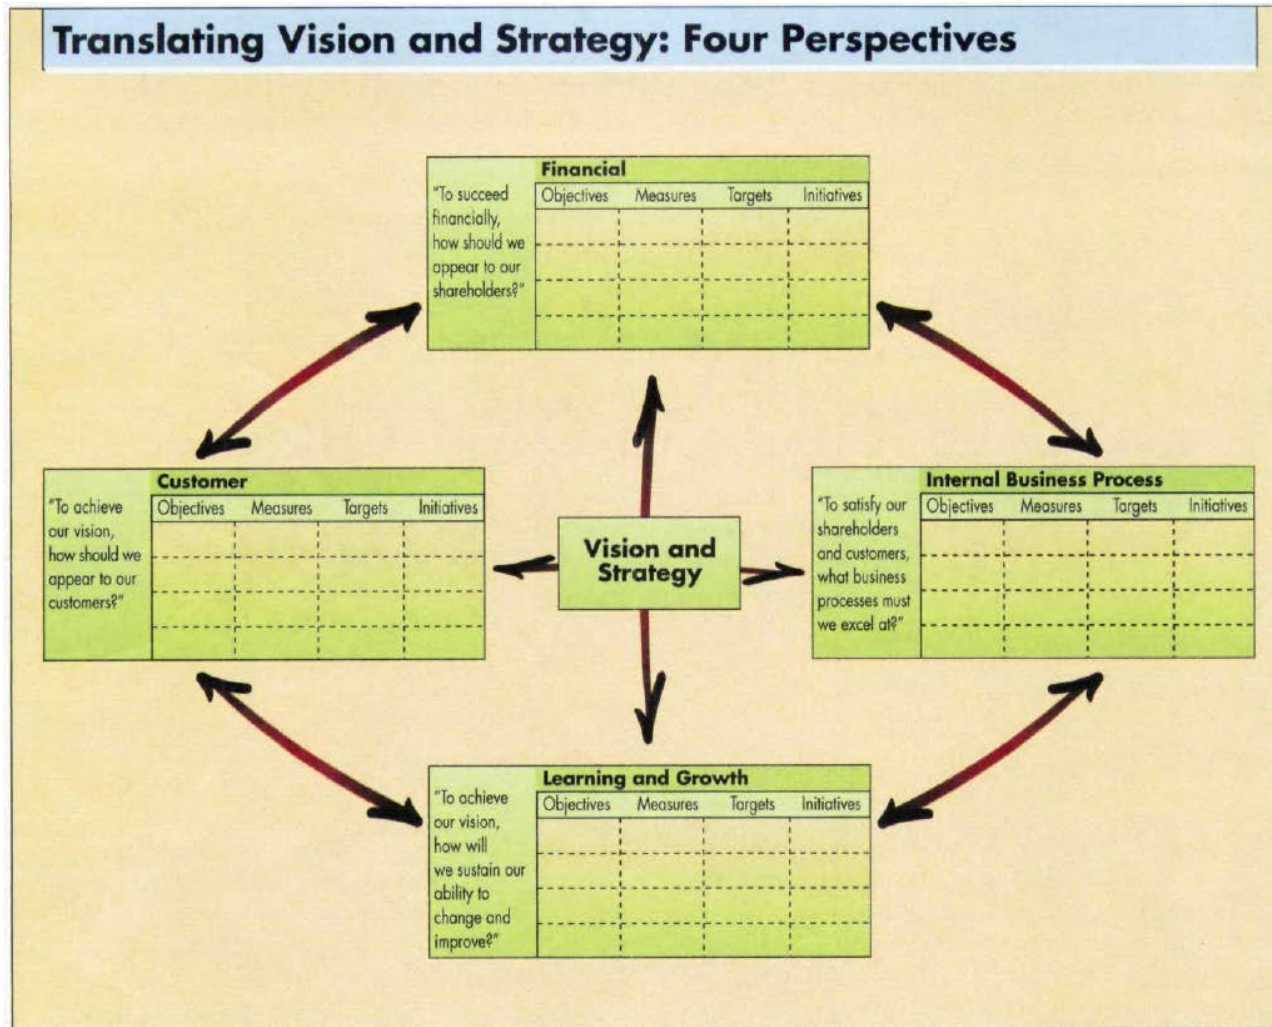 Translating Vision and Strategy: Four Perspectives
Financial
"To succeed
financially,
how should we
appear to our
shareholders?"
Objectives Measures Targets Initiatives
Customer
"To achieve
our vision,
how should we
appear to our
customers?"
Objectives Measures Targets Initiatives
Vision and
Strategy
Internal Business Process
"To satisfy our
shareholders
and customers,
what business
processes must
we excel at?"
Objectives Measures Targets Initiatives
Learning and Growth
"To achieve
our vision,
how will
we sustain our
ability to
change and
improve?"
Objectives Measures Targets Initiatives